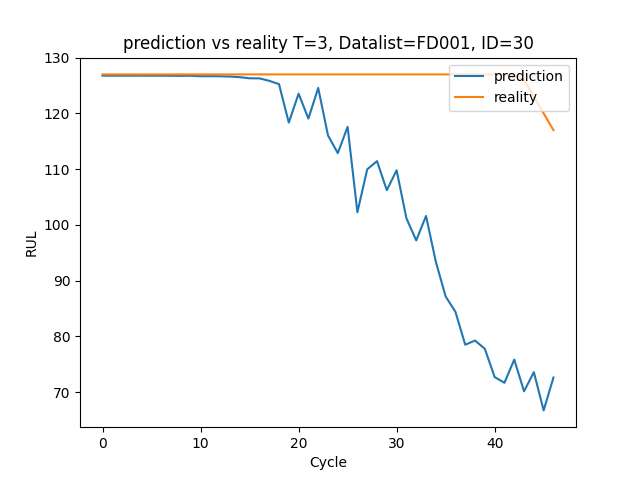 prediction vs reality T=3, Datalist=FD001, ID=30
prediction
reality
RUL
130
120
110
100
90
80
70
0 10 20 30 40
Cycle